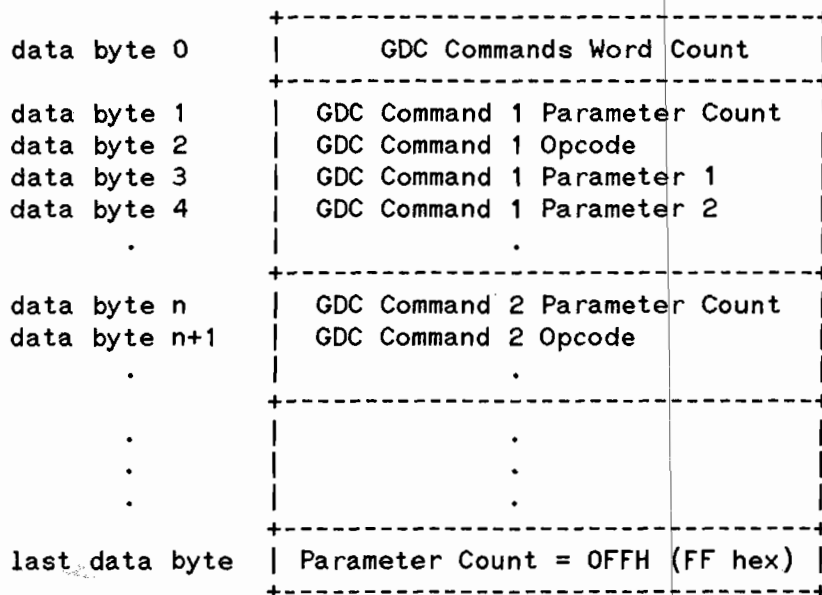 data byte 0 GDC Commands Word Count
data byte 1 GDC Command 1 Parameter Count
data byte 2 GDC Command 1 Opcode
data byte 3 GDC Command 1 Parameter 1
data byte 4 GDC Command 1 Parameter 2
. .
data byte n GDC Command 2 Parameter Count
data byte n+1 GDC Command 2 Opcode
. .
. .
. .
. .
last data byte Parameter Count = 0FFH (FF hex)